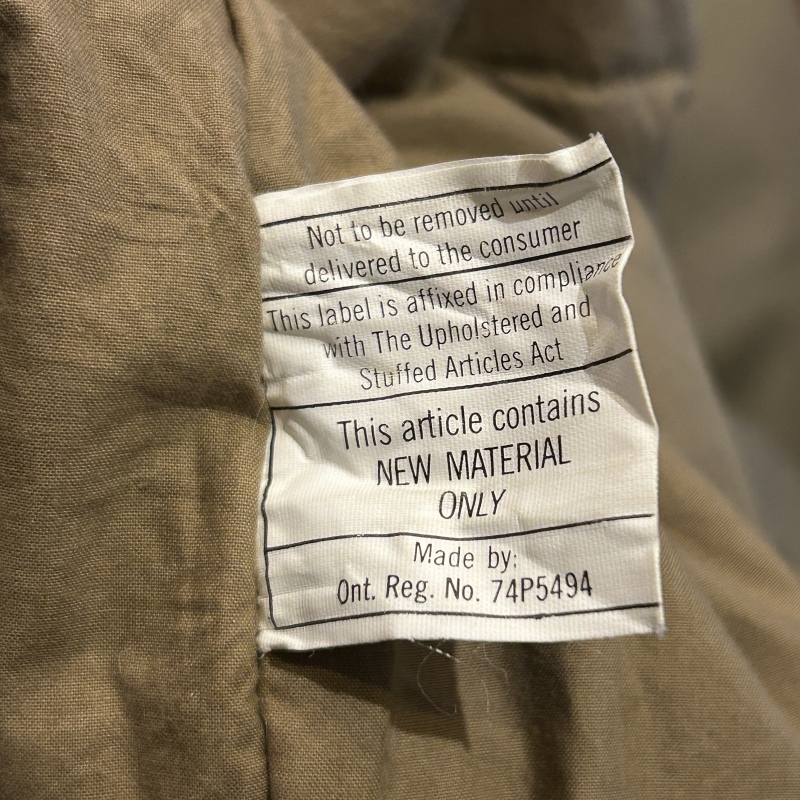 Not to be removed until
delivered to the consumer
This label is affixed in compliance
with The Upholstered and
Stuffed Articles Act
This article contains
NEW MATERIAL
ONLY
Made by:
Ont. Reg. No. 74P5494